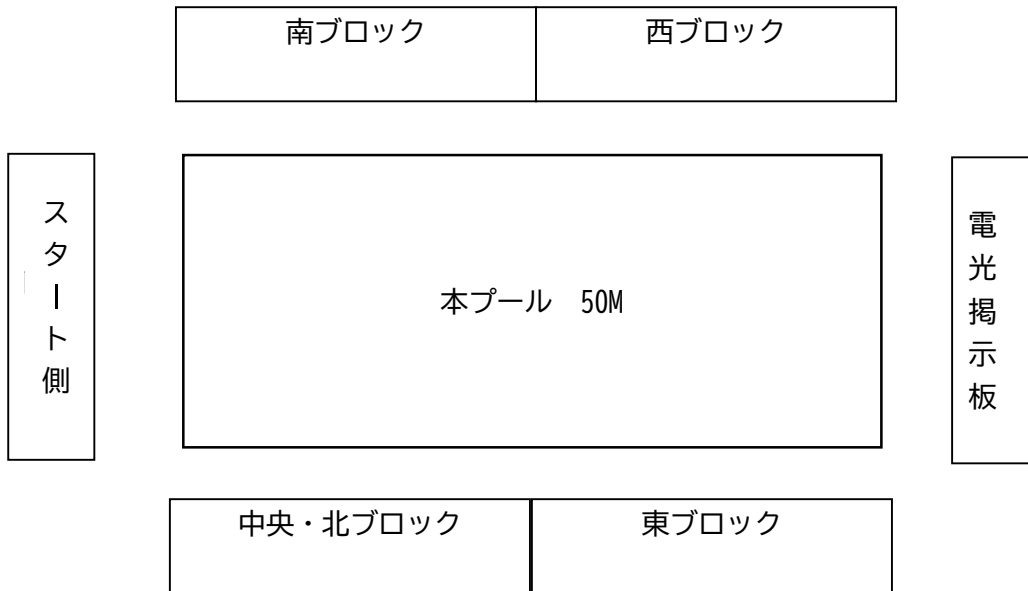 南ブロック
西ブロック
スタート側
本プール　50M
電光掲示板
中央・北ブロック
東ブロック